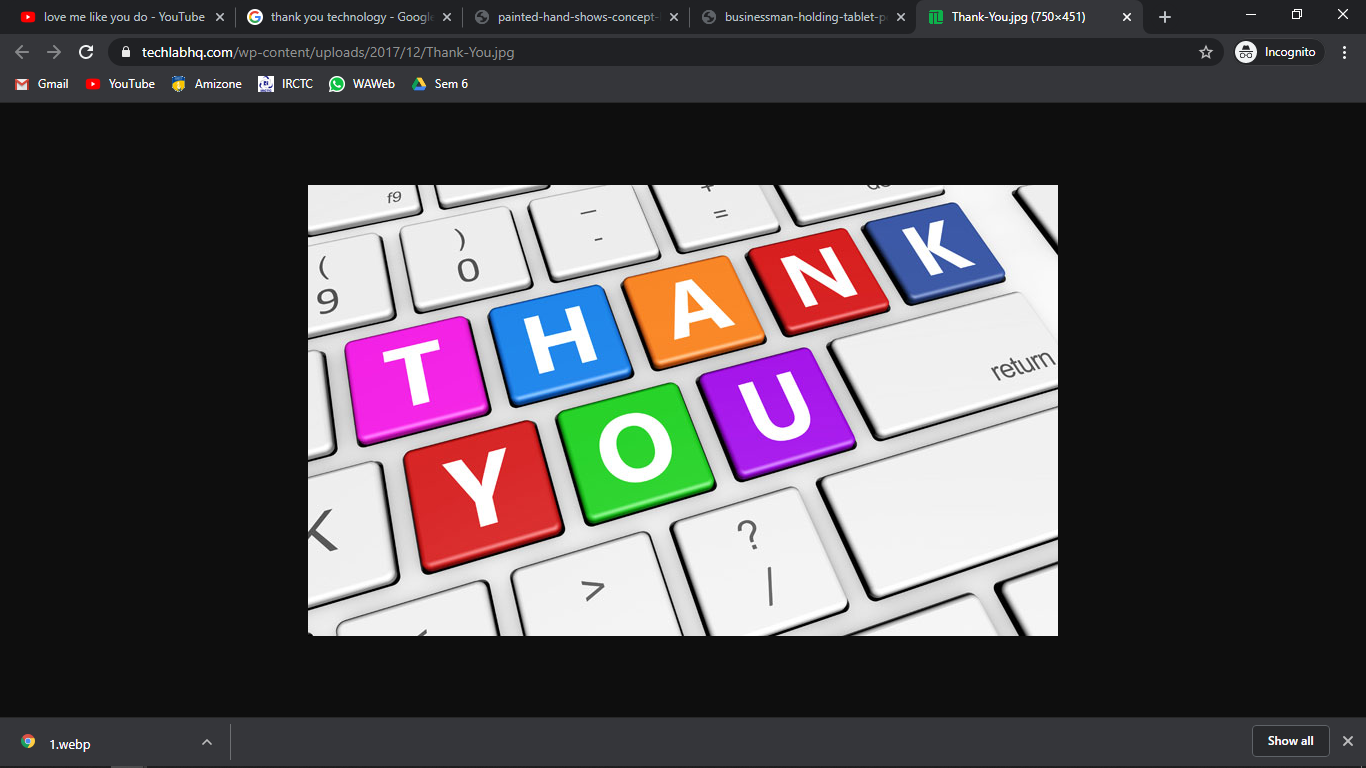 love me like you do - YouTube
thank you technology - Google
painted-hand-shows-concept-
businessman-holding-tablet-p
Thank-You.jpg (750×451)
techlabhq.com/wp-content/uploads/2017/12/Thank-You.jpg
Incognito
Gmail
YouTube
Amizone
IRCTC
WAWeb
Sem 6
f9
( 9
) 0
— -
+ =
T H A N K
return
Y O U
K
>
? /
1.webp
Show all